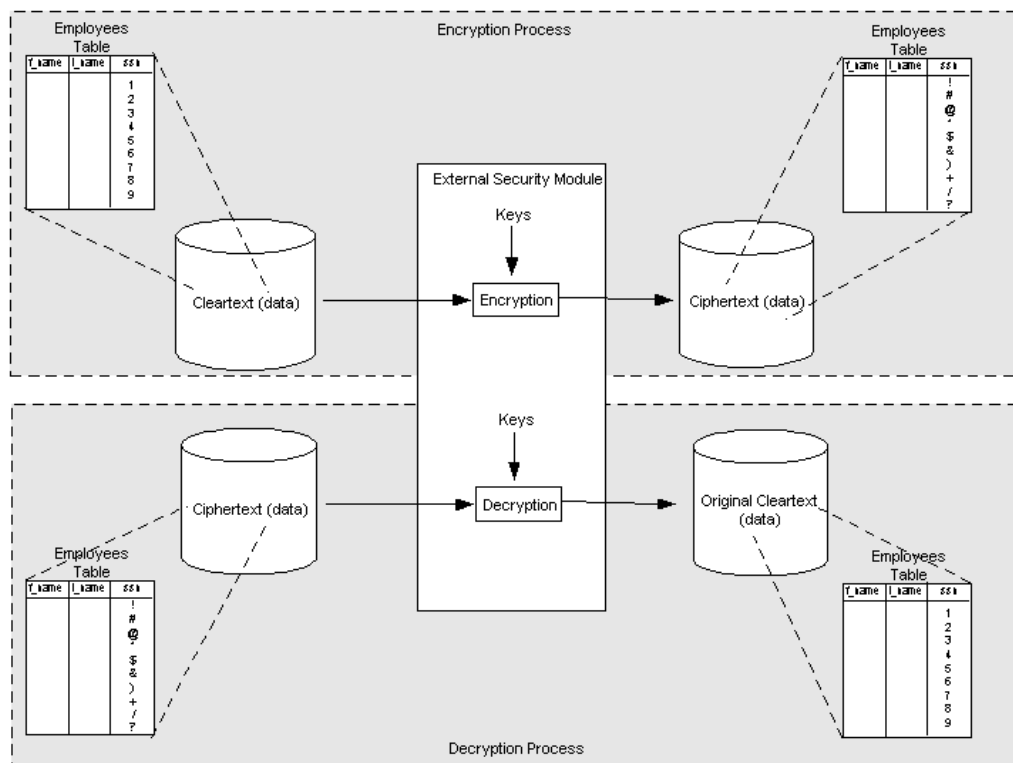 Encryption Process
Employees
Table
f_name l_name ssn
1
2
3
4
5
6
7
8
9
Employees
Table
f_name l_name ssn
!
#
@
$
&
)
+
/
?
External Security Module
Keys
Cleartext (data)
Encryption
Ciphertext (data)
Keys
Ciphertext (data)
Decryption
Original Cleartext
(data)
Employees
Table
f_name l_name ssn
!
#
@
$
&
)
+
/
?
Employees
Table
f_name l_name ssn
1
2
3
4
5
6
7
8
9
Decryption Process